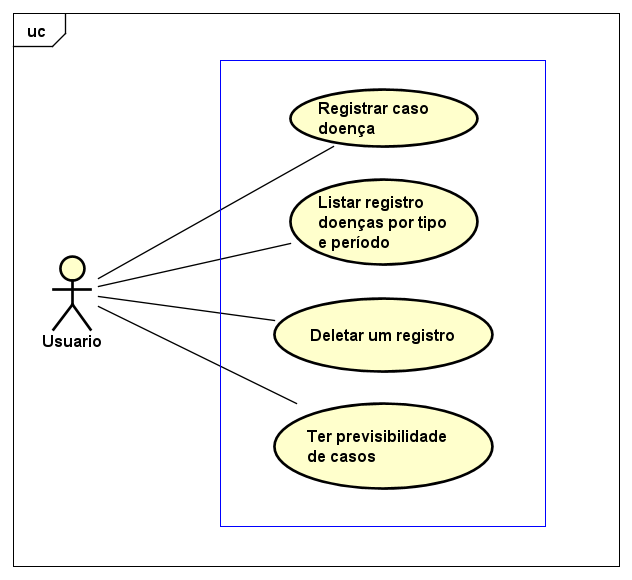 uc
Registrar caso
doença
Listar registro
doenças por tipo
e período
Deletar um registro
Usuario
Ter previsibilidade
de casos